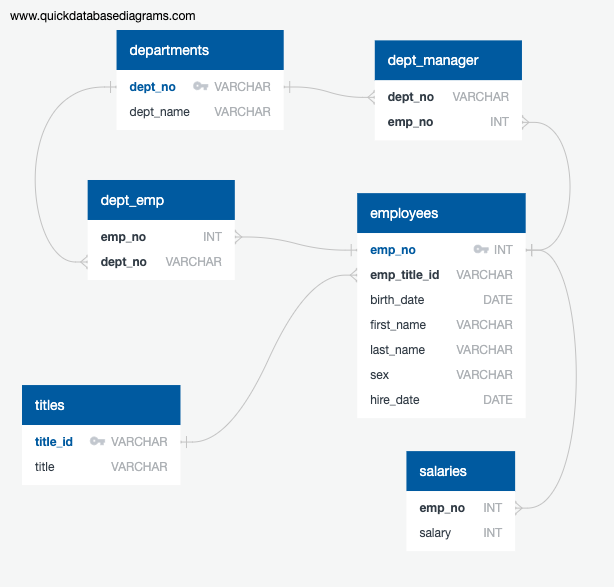 www.quickdatabasediagrams.com
departments
dept_no VARCHAR
dept_name VARCHAR
dept_manager
dept_no VARCHAR
emp_no INT
dept_emp
emp_no INT
dept_no VARCHAR
employees
emp_no INT
emp_title_id VARCHAR
birth_date DATE
first_name VARCHAR
last_name VARCHAR
sex VARCHAR
hire_date DATE
titles
title_id VARCHAR
title VARCHAR
salaries
emp_no INT
salary INT